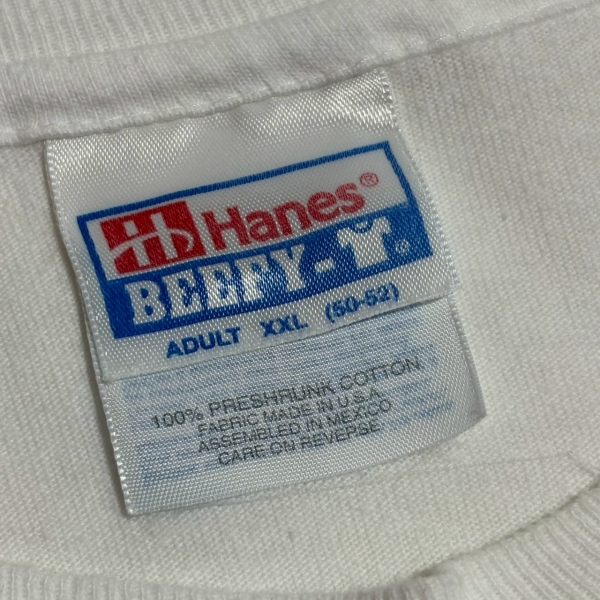 Hanes®
BEEFY-T®
ADULT XXL (50-52)
100% PRESHRUNK COTTON
FABRIC MADE IN U.S.A.
ASSEMBLED IN MEXICO
CARE ON REVERSE